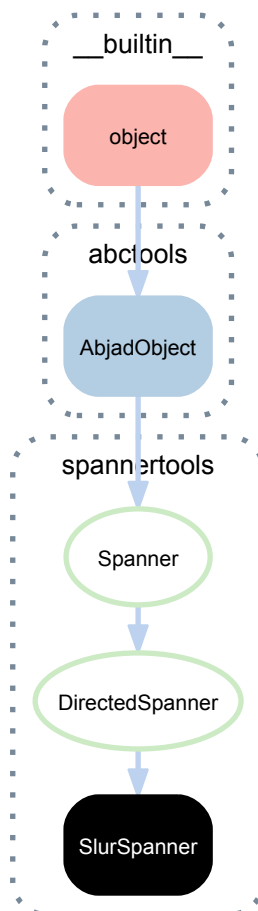 __builtin__
object
abctools
AbjadObject
spannertools
Spanner
DirectedSpanner
SlurSpanner